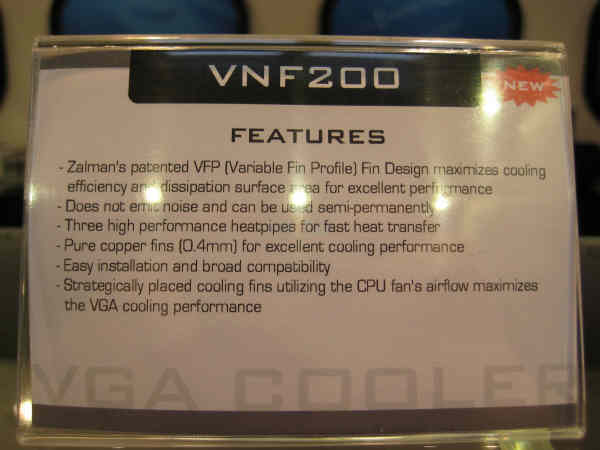 VNF200
NEW
FEATURES
- Zalman's patented VFP (Variable Fin Profile) Fin Design maximizes cooling
efficiency and dissipation surface area for excellent performance
- Does not emit noise and can be used semi-permanently
- Three high performance heatpipes for fast heat transfer
- Pure copper fins (0.4mm) for excellent cooling performance
- Easy installation and broad compatibility
- Strategically placed cooling fins utilizing the CPU fan's airflow maximizes
the VGA cooling performance
VGA COOLER